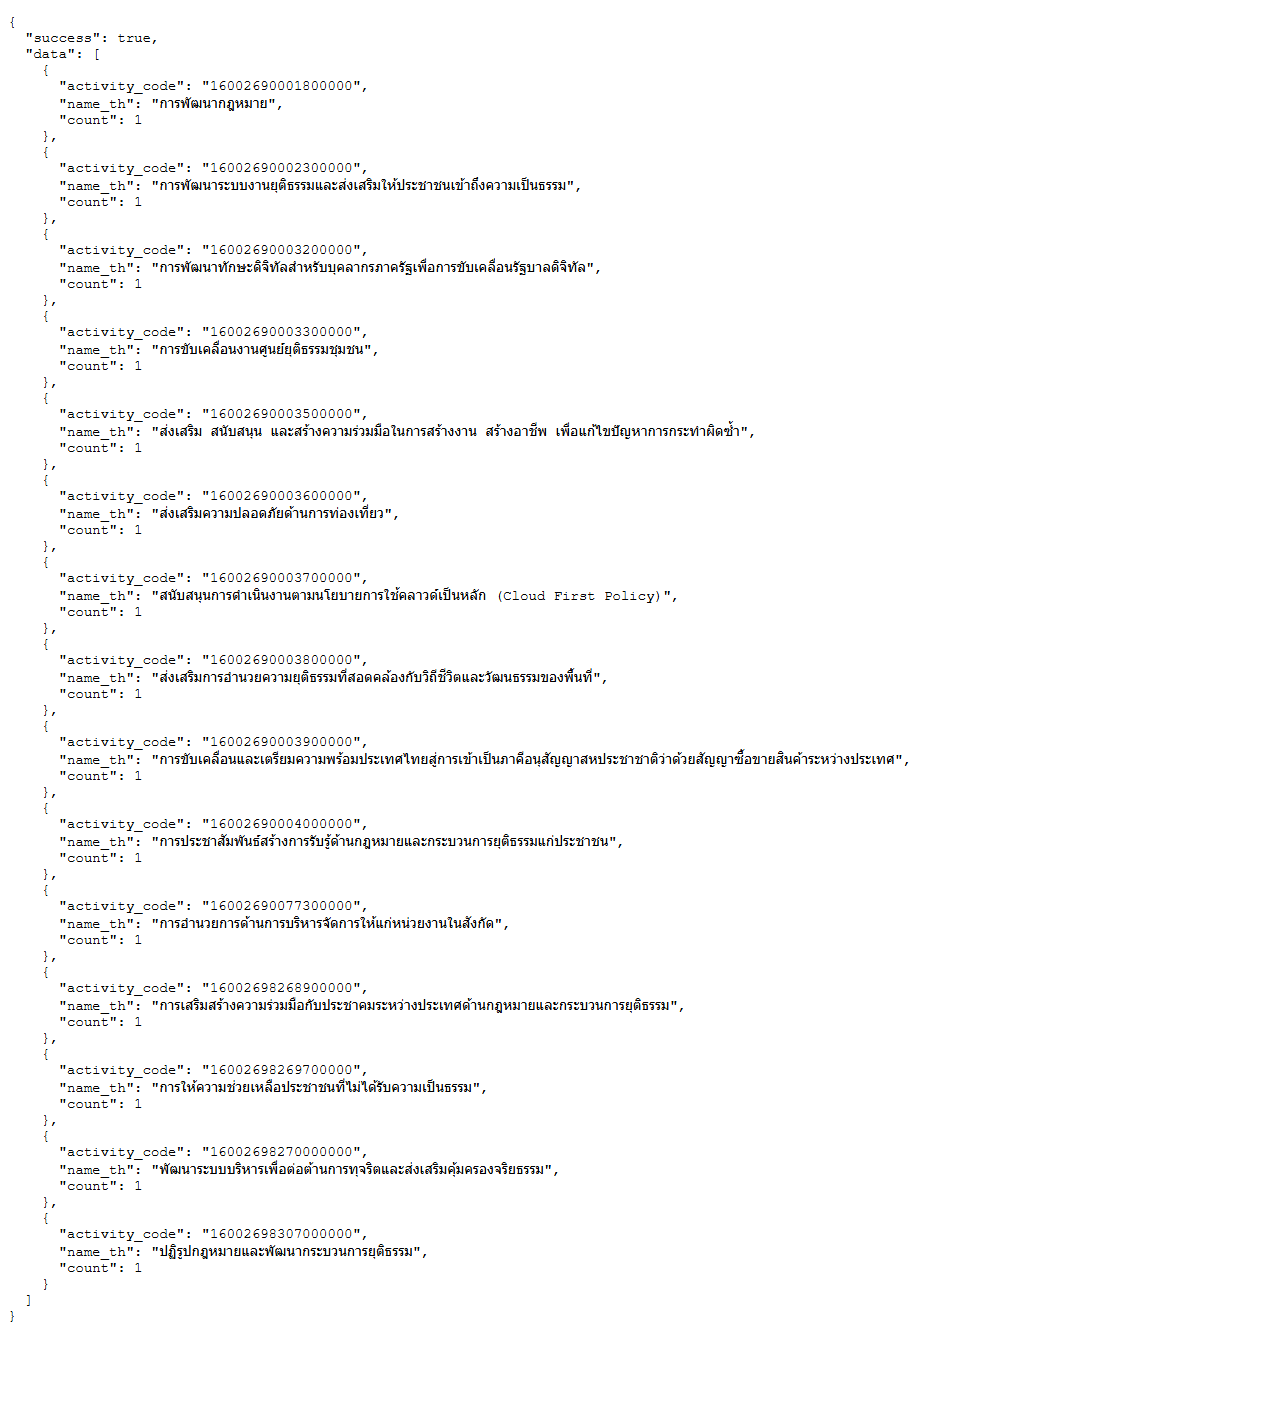 {
  "success": true,
  "data": [
    {
      "activity_code": "16002690001800000",
      "name_th": "การพัฒนากฎหมาย",
      "count": 1
    },
    {
      "activity_code": "16002690002300000",
      "name_th": "การพัฒนาระบบงานยุติธรรมและส่งเสริมให้ประชาชนเข้าถึงความเป็นธรรม",
      "count": 1
    },
    {
      "activity_code": "16002690003200000",
      "name_th": "การพัฒนาทักษะดิจิทัลสำหรับบุคลากรภาครัฐเพื่อการขับเคลื่อนรัฐบาลดิจิทัล",
      "count": 1
    },
    {
      "activity_code": "16002690003300000",
      "name_th": "การขับเคลื่อนงานศูนย์ยุติธรรมชุมชน",
      "count": 1
    },
    {
      "activity_code": "16002690003500000",
      "name_th": "ส่งเสริม สนับสนุน และสร้างความร่วมมือในการสร้างงาน สร้างอาชีพ เพื่อแก้ไขปัญหาการกระทำผิดซ้ำ",
      "count": 1
    },
    {
      "activity_code": "16002690003600000",
      "name_th": "ส่งเสริมความปลอดภัยด้านการท่องเที่ยว",
      "count": 1
    },
    {
      "activity_code": "16002690003700000",
      "name_th": "สนับสนุนการดำเนินงานตามนโยบายการใช้คลาวด์เป็นหลัก (Cloud First Policy)",
      "count": 1
    },
    {
      "activity_code": "16002690003800000",
      "name_th": "ส่งเสริมการอำนวยความยุติธรรมที่สอดคล้องกับวิถีชีวิตและวัฒนธรรมของพื้นที่",
      "count": 1
    },
    {
      "activity_code": "16002690003900000",
      "name_th": "การขับเคลื่อนและเตรียมความพร้อมประเทศไทยสู่การเข้าเป็นภาคีอนุสัญญาสหประชาชาติว่าด้วยสัญญาซื้อขายสินค้าระหว่างประเทศ",
      "count": 1
    },
    {
      "activity_code": "16002690004000000",
      "name_th": "การประชาสัมพันธ์สร้างการรับรู้ด้านกฎหมายและกระบวนการยุติธรรมแก่ประชาชน",
      "count": 1
    },
    {
      "activity_code": "16002690077300000",
      "name_th": "การอำนวยการด้านการบริหารจัดการให้แก่หน่วยงานในสังกัด",
      "count": 1
    },
    {
      "activity_code": "16002698268900000",
      "name_th": "การเสริมสร้างความร่วมมือกับประชาคมระหว่างประเทศด้านกฎหมายและกระบวนการยุติธรรม",
      "count": 1
    },
    {
      "activity_code": "16002698269700000",
      "name_th": "การให้ความช่วยเหลือประชาชนที่ไม่ได้รับความเป็นธรรม",
      "count": 1
    },
    {
      "activity_code": "16002698270000000",
      "name_th": "พัฒนาระบบบริหารเพื่อต่อต้านการทุจริตและส่งเสริมคุ้มครองจริยธรรม",
      "count": 1
    },
    {
      "activity_code": "16002698307000000",
      "name_th": "ปฏิรูปกฎหมายและพัฒนากระบวนการยุติธรรม",
      "count": 1
    }
  ]
}